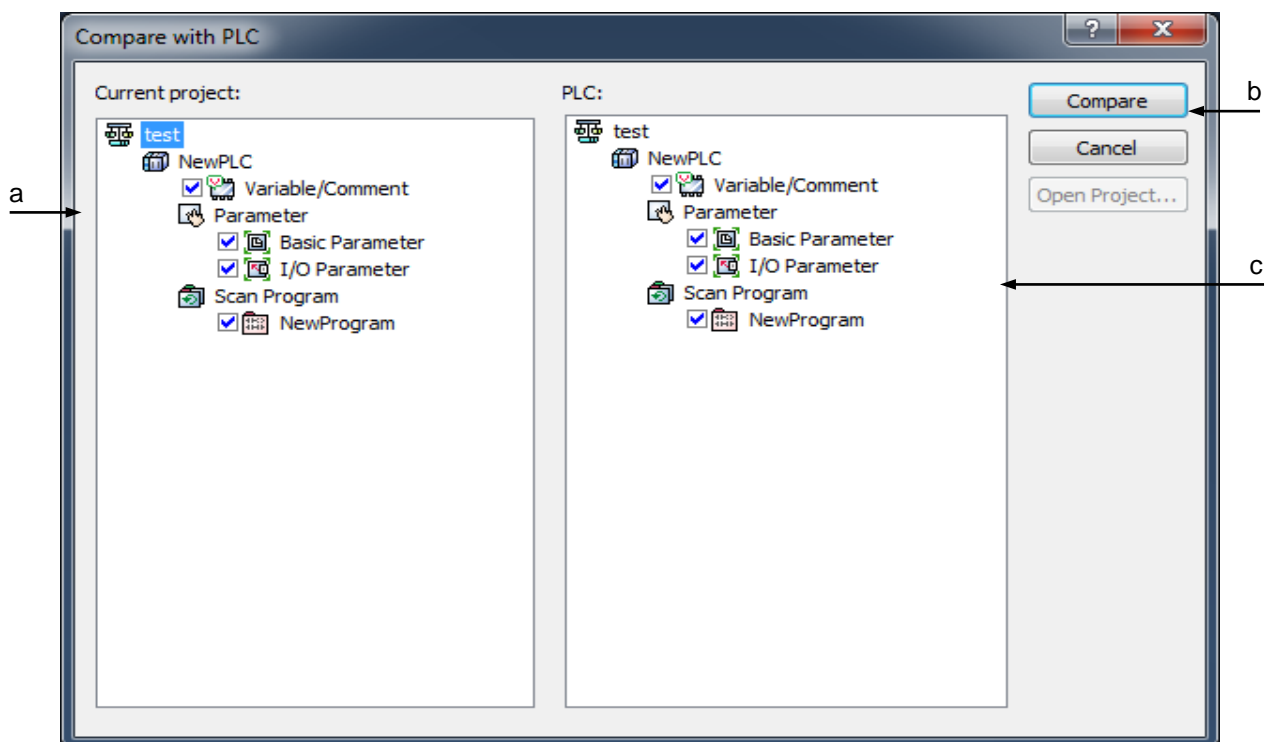 Compare with PLC
?
X
Current project:
test
NewPLC
Variable/Comment
Parameter
Basic Parameter
I/O Parameter
Scan Program
NewProgram
PLC:
test
NewPLC
Variable/Comment
Parameter
Basic Parameter
I/O Parameter
Scan Program
NewProgram
Compare
Cancel
Open Project...
a
b
c